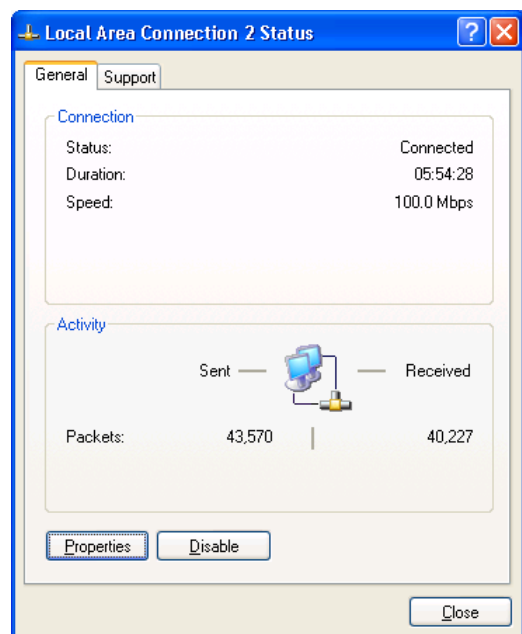 Local Area Connection 2 Status
General Support
Connection
Status: Connected
Duration: 05:54:28
Speed: 100.0 Mbps
Activity
Sent Received
Packets: 43,570 40,227
Properties Disable
Close